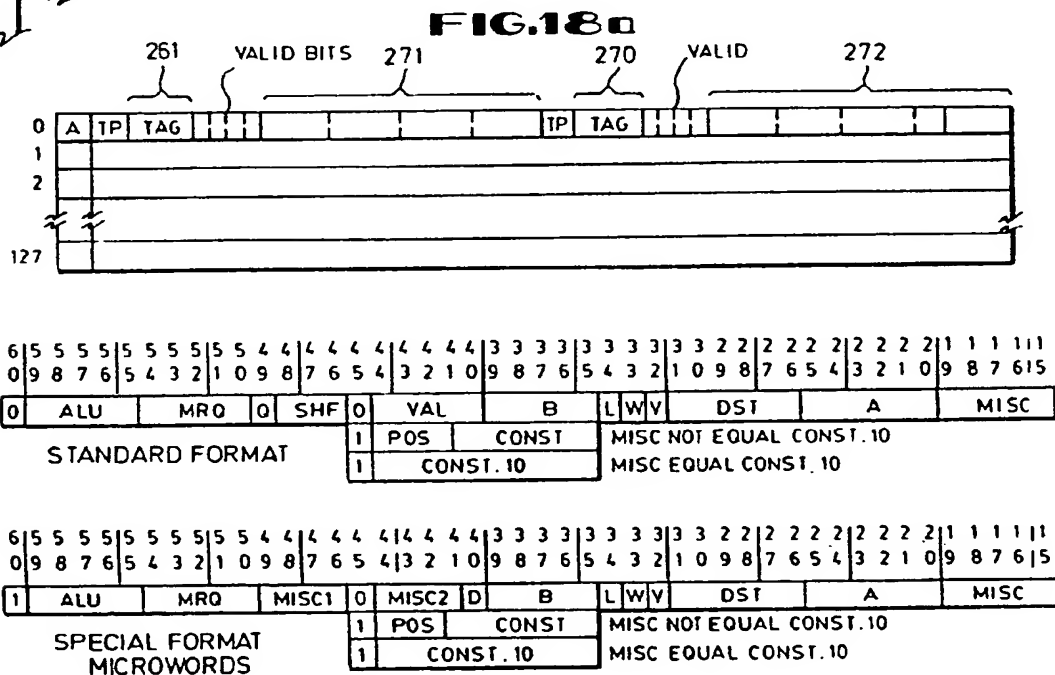 FIG.18a
261 VALID BITS 271 270 VALID 272
0 A TP TAG TP TAG
1
2
127
6|5 5 5 5|5 5 5 5|5 5 4 4|4 4 4 4|4 4 4 4|3 3 3 3|3 3 3 3|3 3 2 2|2 2 2 2|2 2 2 2|1 1 1 1|1
0|9 8 7 6|5 4 3 2|1 0 9 8|7 6 5 4|3 2 1 0|9 8 7 6|5 4 3 2|1 0 9 8|7 6 5 4|3 2 1 0|9 8 7 6|5
0 ALU MRQ Q SHF 0 VAL B L W V DST A MISC
1 POS CONST MISC NOT EQUAL CONST.10
STANDARD FORMAT
1 CONST.10 MISC EQUAL CONST.10
6|5 5 5 5|5 5 5 5|5 5 4 4|4 4 4 4|4 4 4 4|3 3 3 3|3 3 3 3|3 3 2 2|2 2 2 2|2 2 2 2|1 1 1 1|1
0|9 8 7 6|5 4 3 2|1 0 9 8|7 6 5 4|3 2 1 0|9 8 7 6|5 4 3 2|1 0 9 8|7 6 5 4|3 2 1 0|9 8 7 6|5
1 ALU MRQ MISC1 0 MISC2 D B L W V DST A MISC
1 POS CONST MISC NOT EQUAL CONST.10
SPECIAL FORMAT
1 CONST.10 MISC EQUAL CONST.10
MICROWORDS